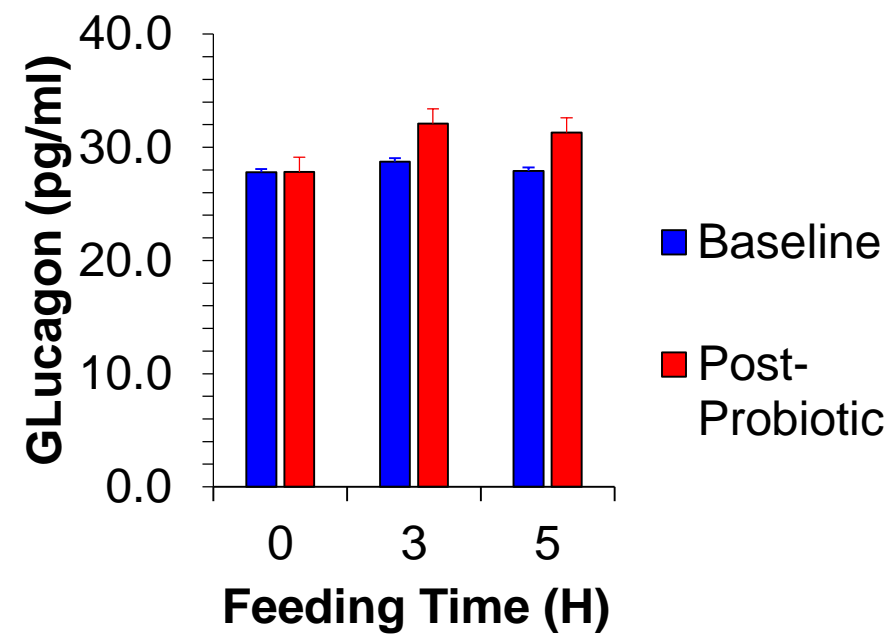 GLucagon (pg/ml)
40.0
30.0
20.0
10.0
0.0
0 3 5
Feeding Time (H)
Baseline
Post-
Probiotic